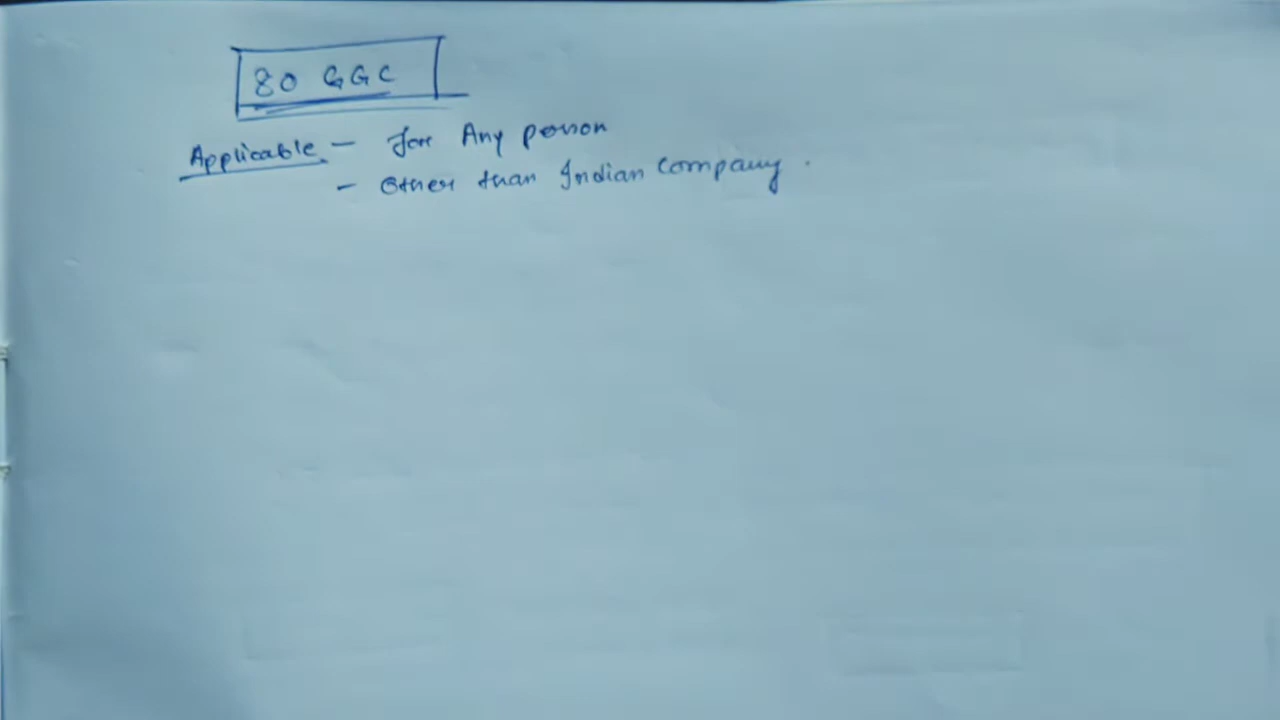 80 GGC
Applicable - for Any person
- Other than Indian Company.